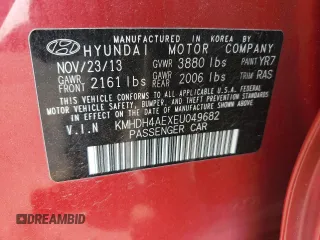 MANUFACTURED IN KOREA BY
HYUNDAI MOTOR COMPANY
NOV/23/13 GVWR 3880 lbs PAINT YR7
GAWR FRONT 2161 lbs GAWR REAR 2006 lbs TRIM RAS
THIS VEHICLE CONFORMS TO ALL APPLICABLE U.S. FEDERAL
MOTOR VEHICLE SAFETY, BUMPER, AND THEFT PREVENTION
STANDARDS IN EFFECT ON THE DATE OF MANUFACTURE
SHOWN ABOVE.
V.I.N KMHDH4AEXEU049682
PASSENGER CAR
DREAMBID